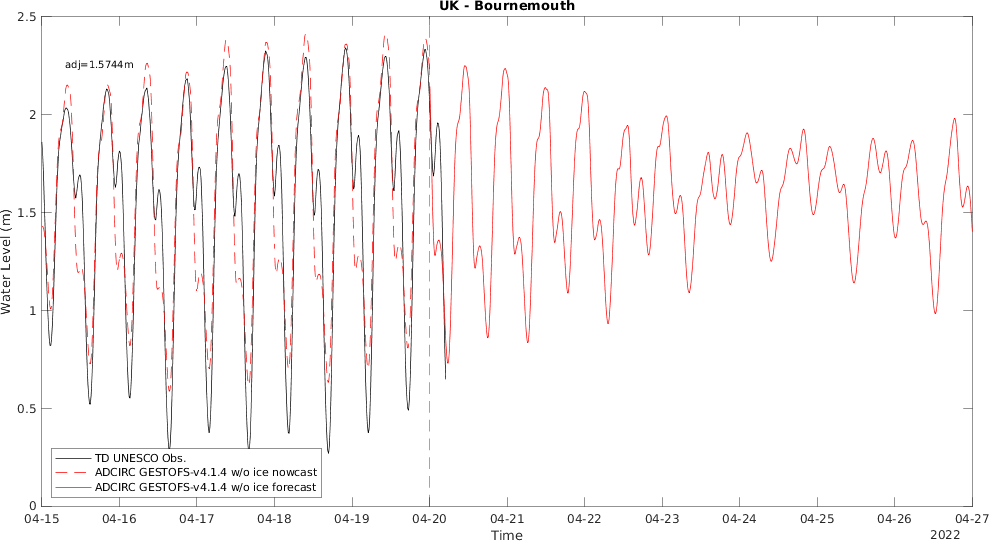 UK - Bournemouth
2.5
adj=1.5744m
2
1.5
Water Level (m)
1
0.5
0
TD UNESCO Obs.
ADCIRC GESTOFS-v4.1.4 w/o ice nowcast
ADCIRC GESTOFS-v4.1.4 w/o ice forecast
04-15 04-16 04-17 04-18 04-19 04-20 04-21 04-22 04-23 04-24 04-25 04-26 04-27
Time
2022